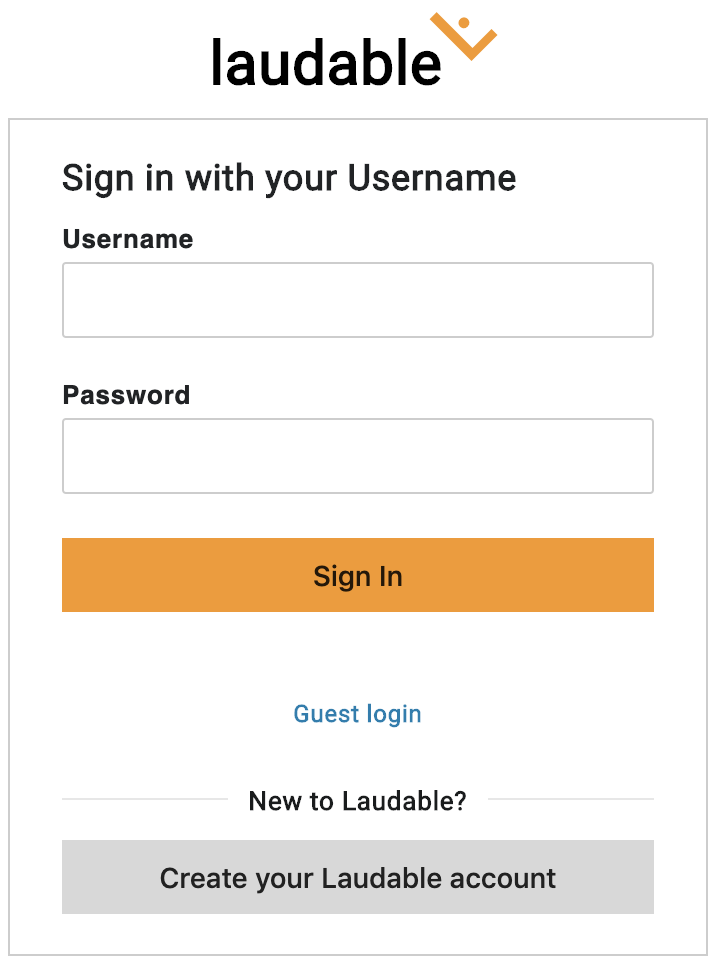 laudable
Sign in with your Username
Username
Password
Sign In
Guest login
New to Laudable?
Create your Laudable account